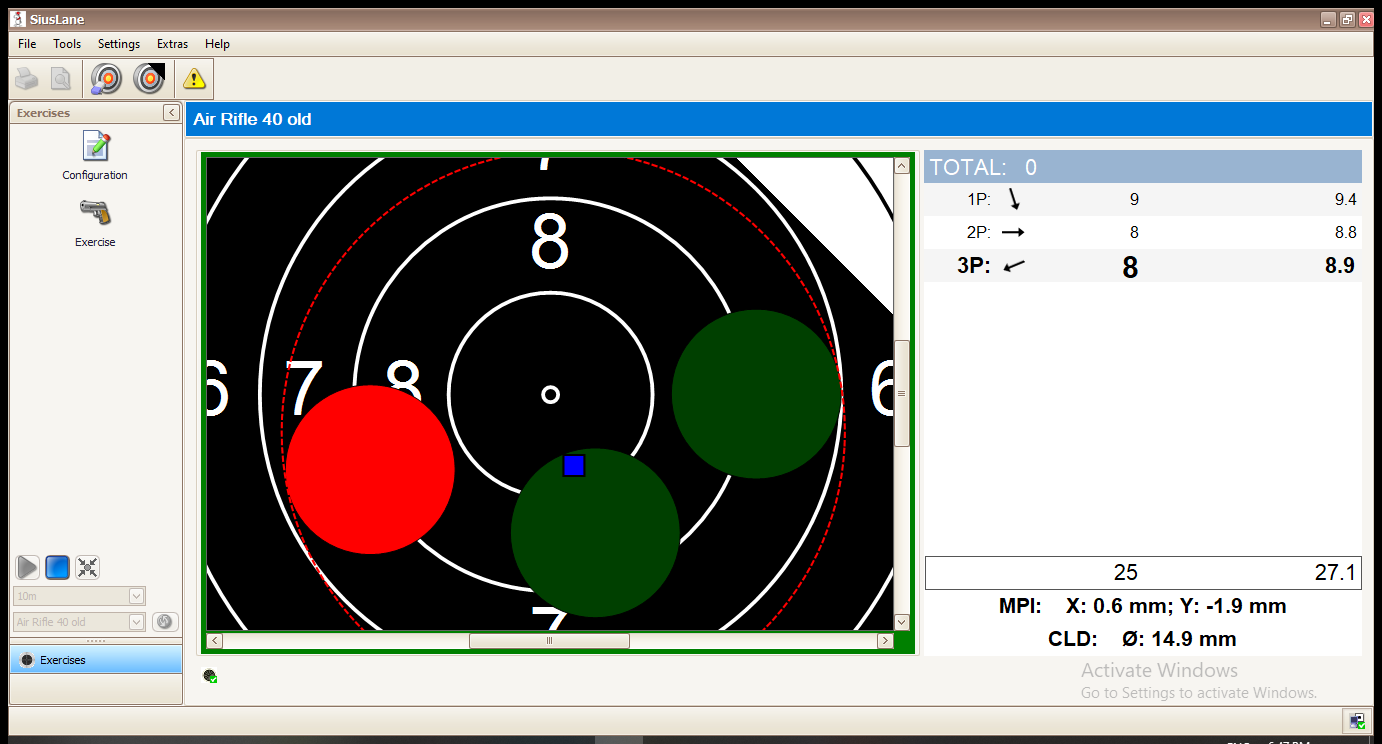 SiusLane
File Tools Settings Extras Help
Exercises
Configuration
Exercise
10m
Air Rifle 40 old
Exercises
Air Rifle 40 old
7
8
6 7 8 6
7
TOTAL: 0
1P: 9 9.4
2P: 8 8.8
3P: 8 8.9
25 27.1
MPI: X: 0.6 mm; Y: -1.9 mm
CLD: Ø: 14.9 mm
Activate Windows
Go to Settings to activate Windows.